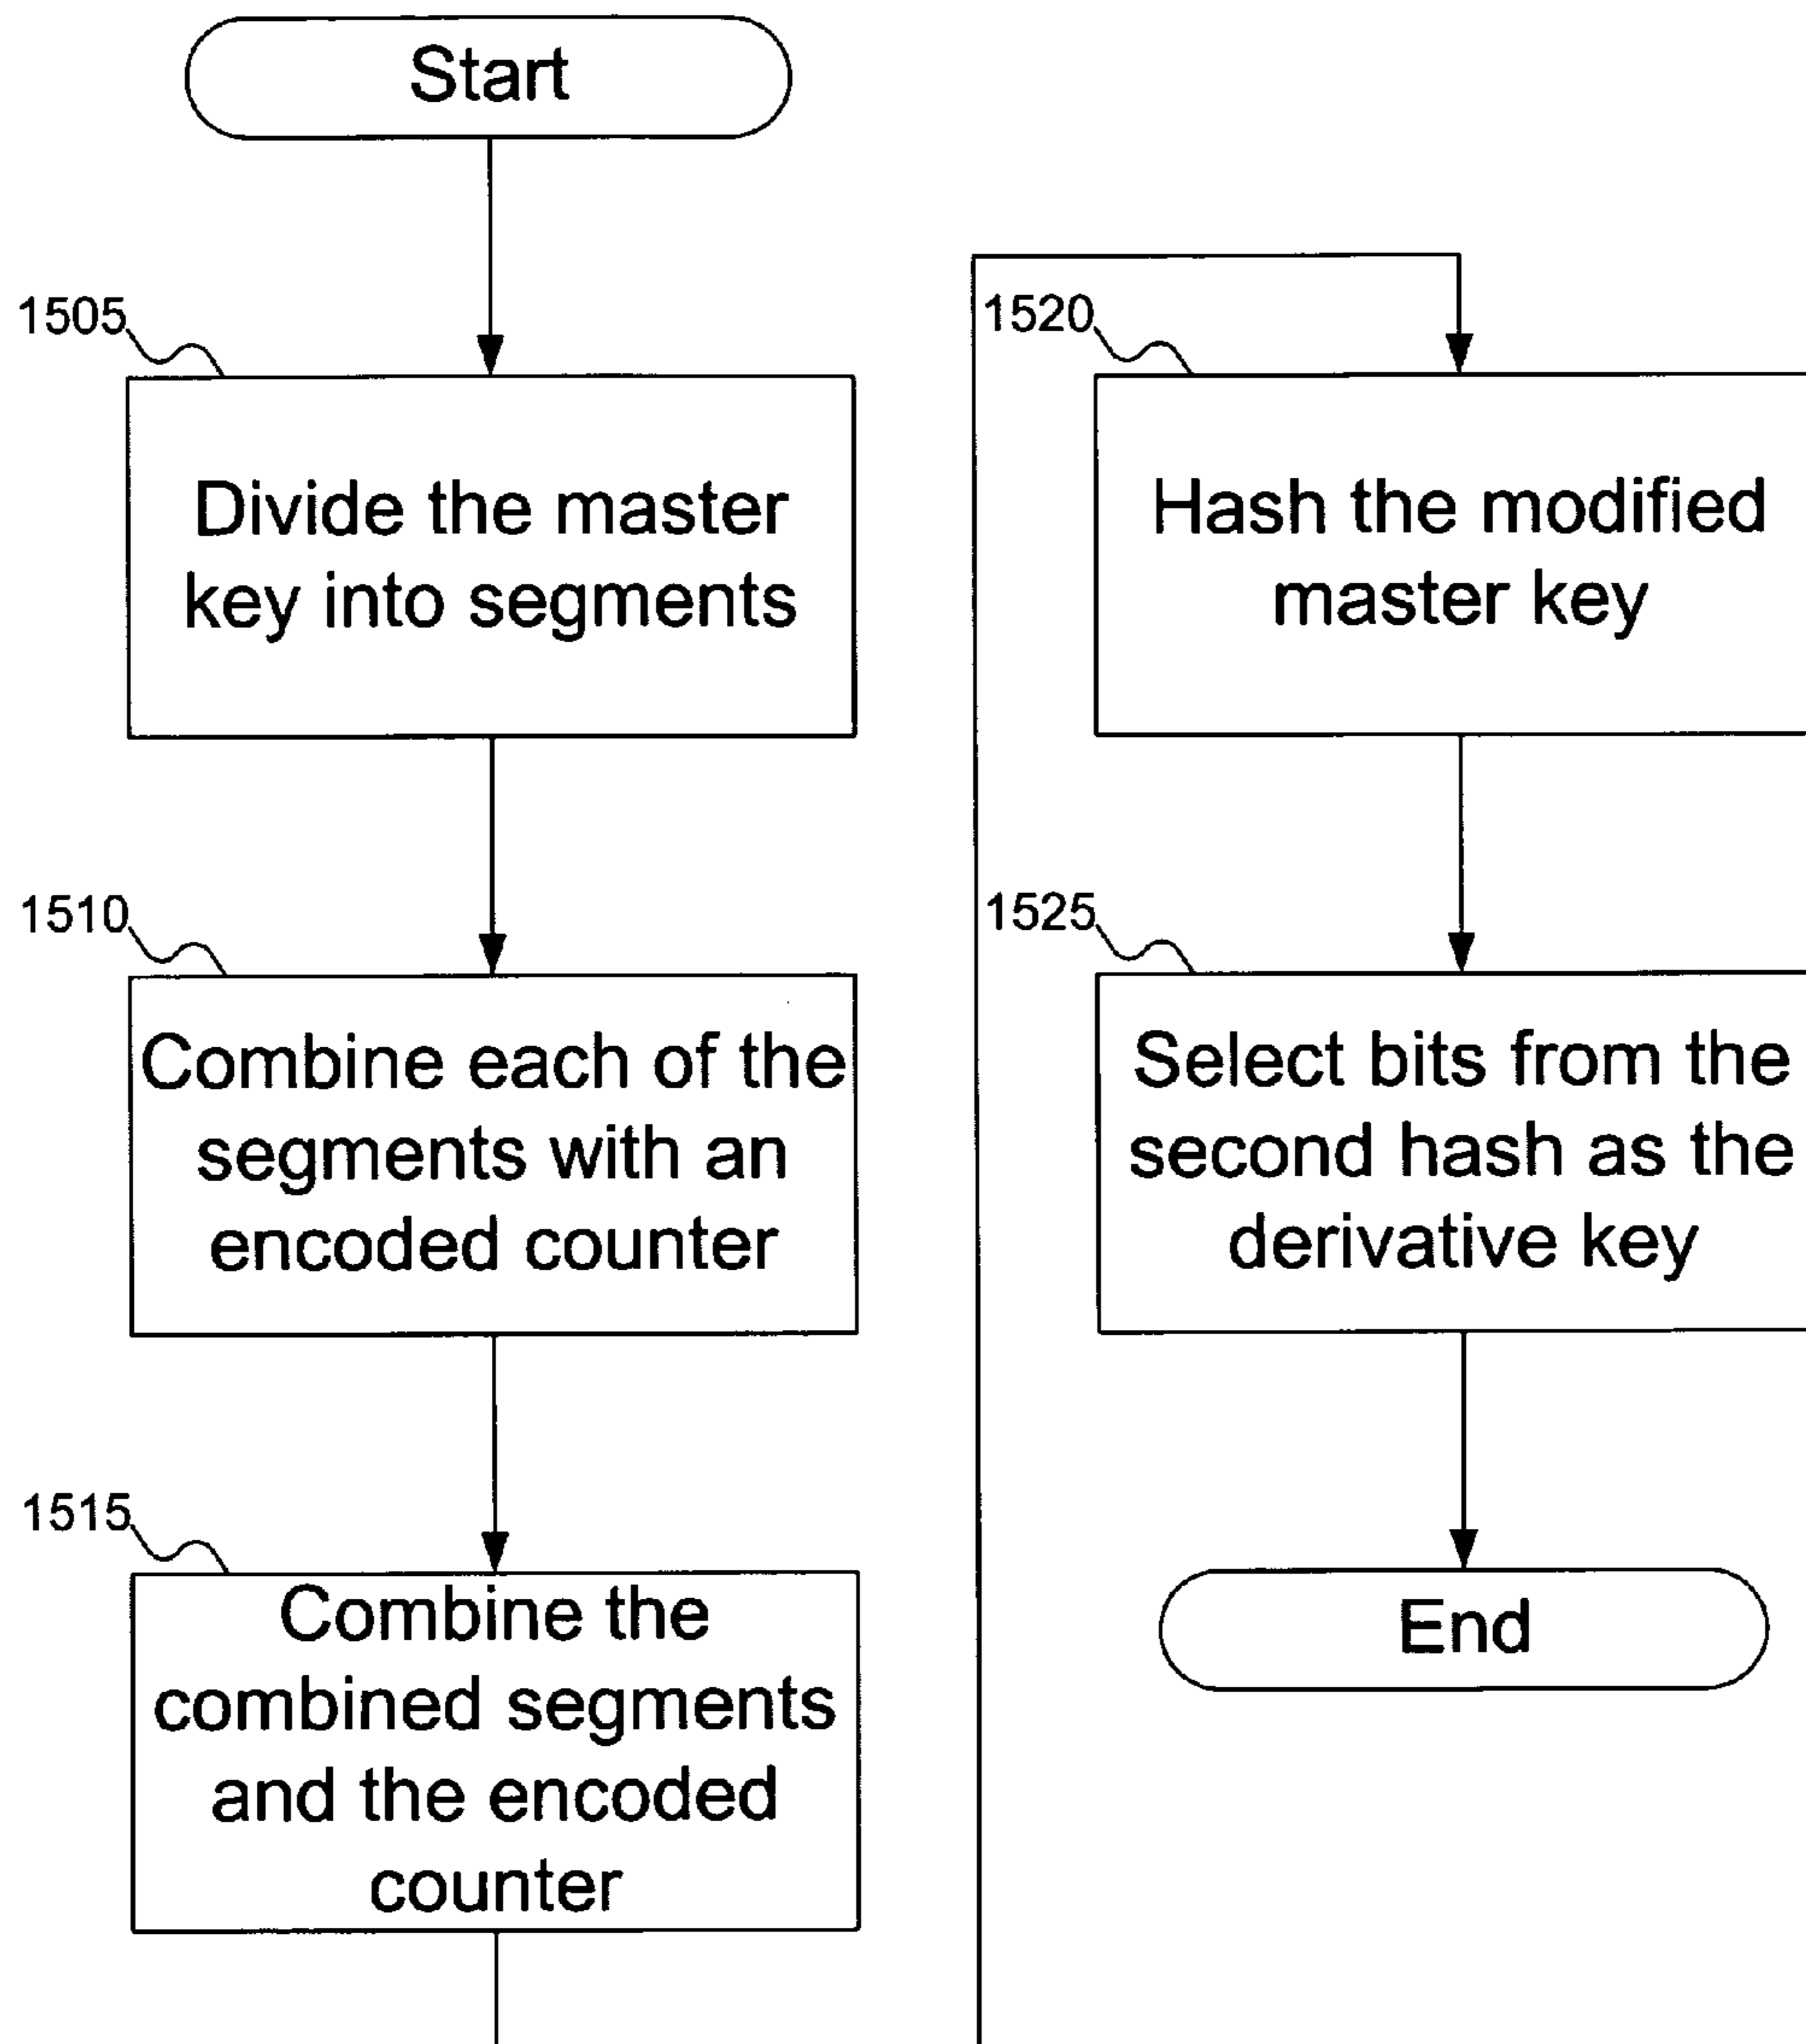 Start
1505
Divide the master
key into segments
1510
Combine each of the
segments with an
encoded counter
1515
Combine the
combined segments
and the encoded
counter
1520
Hash the modified
master key
1525
Select bits from the
second hash as the
derivative key
End